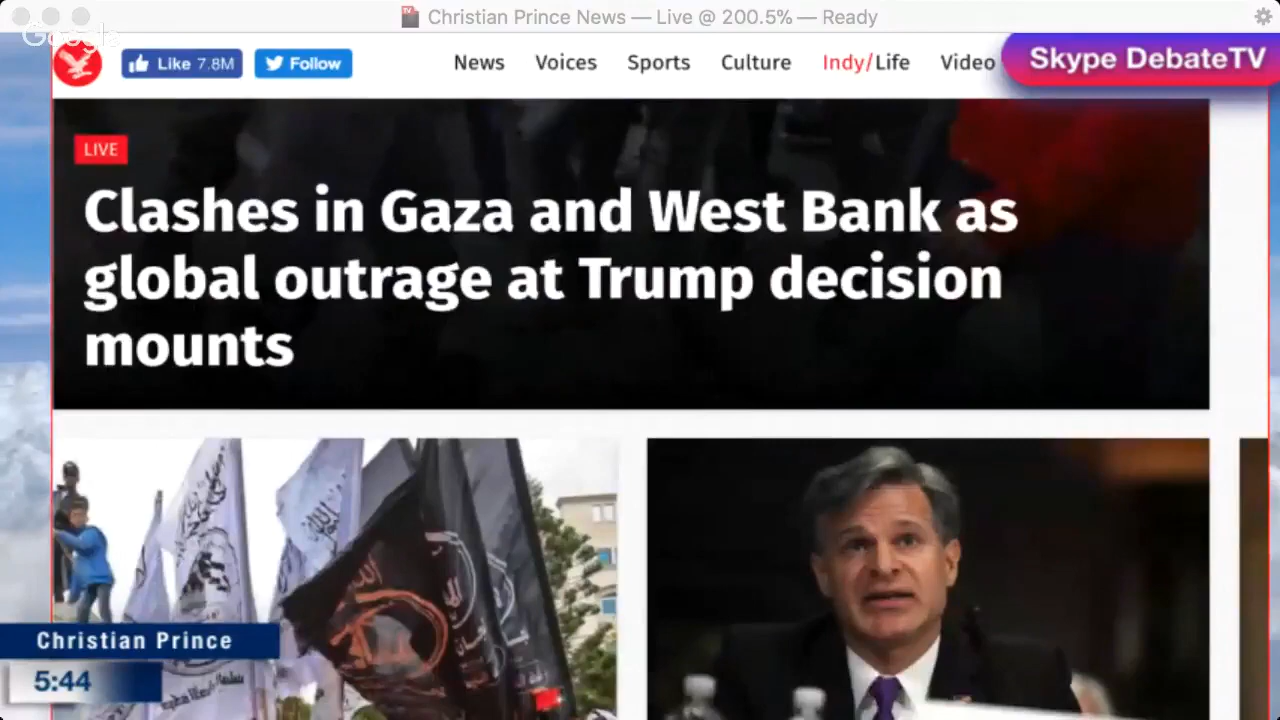 Christian Prince News — Live @ 200.5% — Ready
Google
Like 7.8M
Follow
News
Voices
Sports
Culture
Indy/Life
Video
Skype DebateTV
LIVE
Clashes in Gaza and West Bank as
global outrage at Trump decision
mounts
Christian Prince
5:44